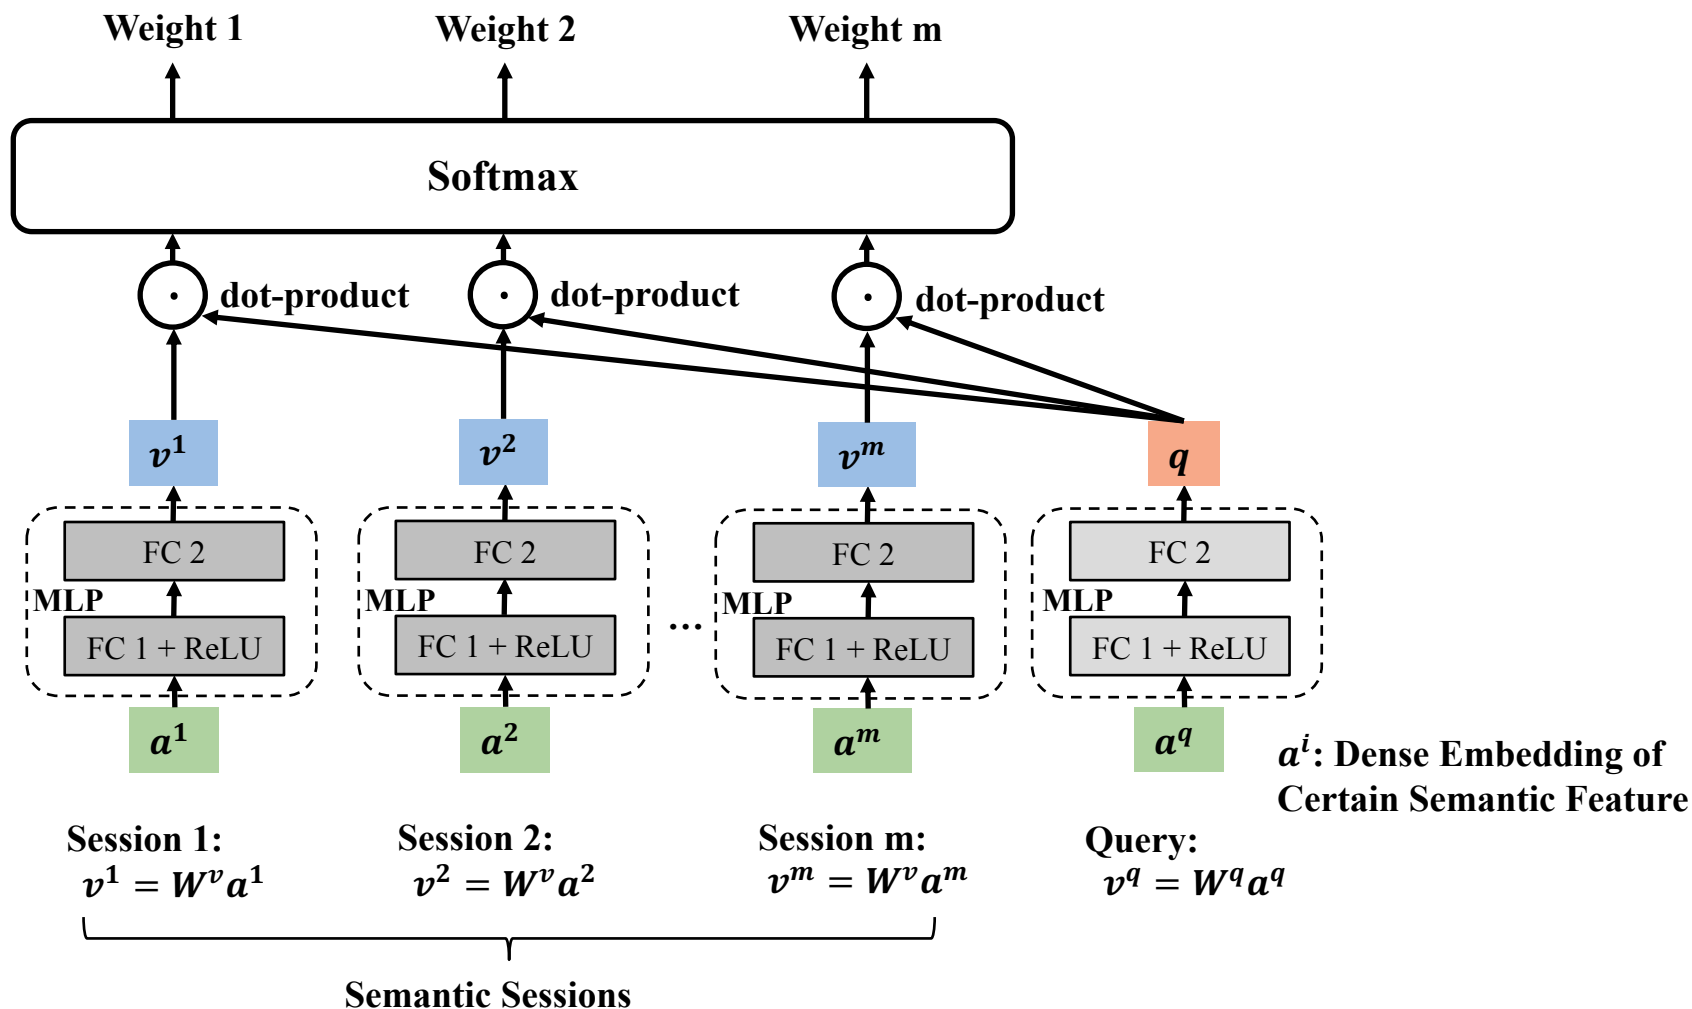 Weight 1 Weight 2 Weight m
Softmax
dot-product dot-product dot-product
v¹ v² vᵐ q
FC 2 FC 2 FC 2 FC 2
MLP MLP MLP MLP
FC 1 + ReLU FC 1 + ReLU ... FC 1 + ReLU FC 1 + ReLU
a¹ a² aᵐ a^q
aⁱ: Dense Embedding of
Certain Semantic Feature
Session 1: Session 2: Session m: Query:
v¹ = Wᵛa¹ v² = Wᵛa² vᵐ = Wᵛaᵐ v^q = W^q a^q
Semantic Sessions